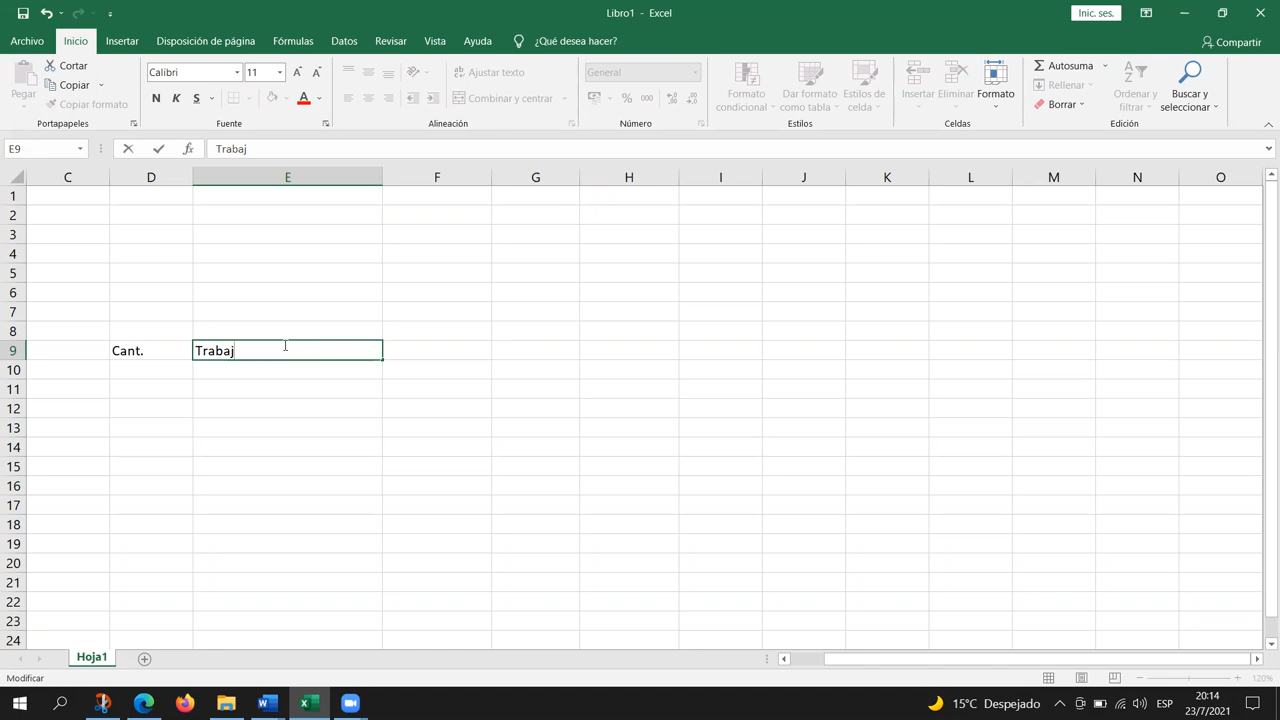 Libro1 - Excel
Inic. ses.
Archivo Inicio Insertar Disposición de página Fórmulas Datos Revisar Vista Ayuda ¿Qué desea hacer? Compartir
Pegar
Cortar
Copiar
Copiar formato
Portapapeles
Calibri 11
N K S
Fuente
Ajustar texto
Combinar y centrar
Alineación
General
% 000
Número
Formato condicional
Dar formato como tabla
Estilos de celda
Estilos
Insertar Eliminar Formato
Celdas
Autosuma
Rellenar
Borrar
Ordenar y filtrar
Buscar y seleccionar
Edición
E9 fx Trabaj
C D E F G H I J K L M N O
1
2
3
4
5
6
7
8
9 Cant. Trabaj
10
11
12
13
14
15
16
17
18
19
20
21
22
23
24
Hoja1
Modificar 120%
15°C Despejado ESP 20:14
23/7/2021